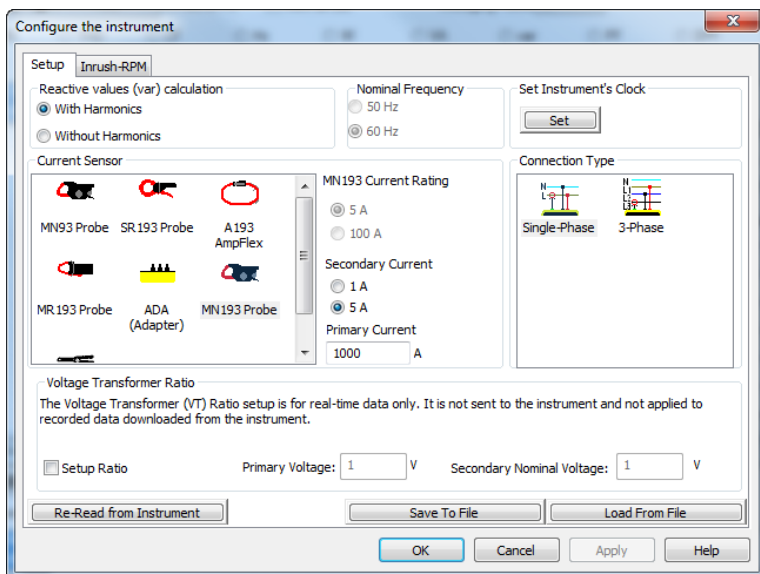 Configure the instrument
x
Setup
Inrush-RPM
Reactive values (var) calculation
With Harmonics
Without Harmonics
Nominal Frequency
50 Hz
60 Hz
Set Instrument's Clock
Set
Current Sensor
MN93 Probe
SR193 Probe
A193
AmpFlex
MR193 Probe
ADA
(Adapter)
MN193 Probe
MN193 Current Rating
5 A
100 A
Secondary Current
1 A
5 A
Primary Current
1000 A
Connection Type
N
L1
Single-Phase
N
L1
L2
L3
3-Phase
Voltage Transformer Ratio
The Voltage Transformer (VT) Ratio setup is for real-time data only. It is not sent to the instrument and not applied to
recorded data downloaded from the instrument.
Setup Ratio
Primary Voltage: 1 V
Secondary Nominal Voltage: 1 V
Re-Read from Instrument
Save To File
Load From File
OK
Cancel
Apply
Help